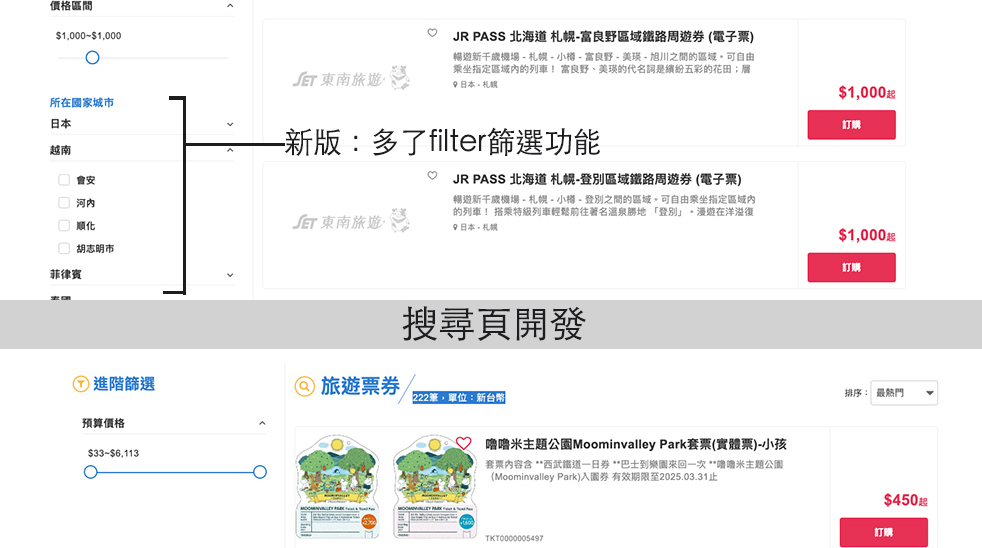 價格區間
$1,000~$1,000
所在國家城市
日本
越南
會安
河內
順化
胡志明市
菲律賓
JR PASS 北海道 札幌-富良野區域鐵路周遊券 (電子票)
暢遊新千歲機場 - 札幌 - 小樽 - 富良野 - 美瑛 - 旭川之間的區域。可自由
乘坐指定區域內的列車！ 富良野、美瑛的代名詞是繽紛五彩的花田；層
日本 - 札幌
SET 東南旅遊
$1,000起
訂購
新版：多了filter篩選功能
JR PASS 北海道 札幌-登別區域鐵路周遊券 (電子票)
暢遊新千歲機場 - 札幌 - 小樽 - 登別之間的區域。可自由乘坐指定區域內
的列車！ 搭乘特級列車輕鬆前往著名溫泉勝地 「登別」。漫遊在洋溢復
日本 - 札幌
SET 東南旅遊
$1,000起
訂購
搜尋頁開發
進階篩選
預算價格
$33~$6,113
旅遊票券
222筆，單位：新台幣
排序：
最熱門
嚕嚕米主題公園Moominvalley Park套票(實體票)-小孩
套票內容含 **西武鐵道一日券 **巴士到樂園來回一次 **嚕嚕米主題公園
（Moominvalley Park)入園券 有效期限至2025.03.31止
TKT0000005497
MOOMINVALLEY PARK Ticket & Travel Pass
MOOMINVALLEY PARK Ticket & Travel Pass
$450起
訂購